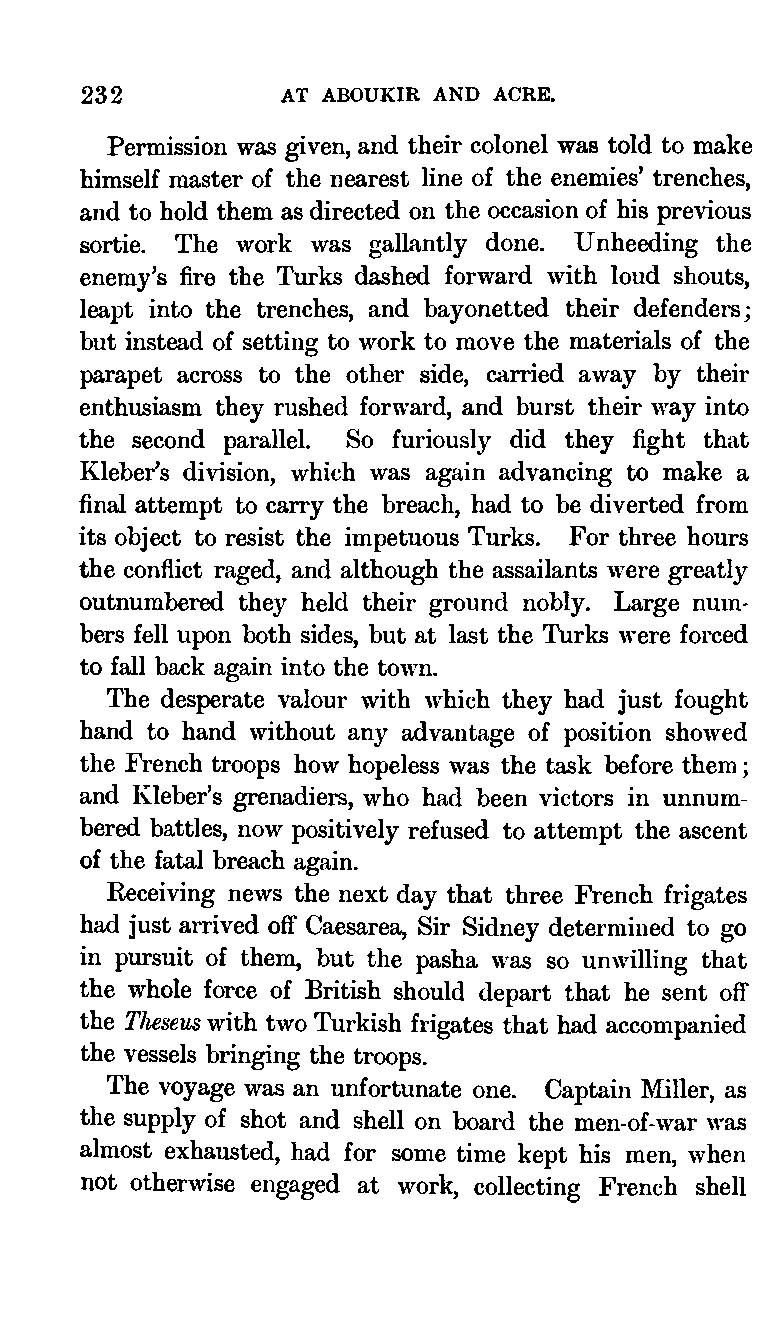 232 AT ABOUKIR AND ACRE.
Permission was given, and their colonel was told to make
himself master of the nearest line of the enemies' trenches,
and to hold them as directed on the occasion of his previous
sortie. The work was gallantly done. Unheeding the
enemy's fire the Turks dashed forward with loud shouts,
leapt into the trenches, and bayonetted their defenders;
but instead of setting to work to move the materials of the
parapet across to the other side, carried away by their
enthusiasm they rushed forward, and burst their way into
the second parallel. So furiously did they fight that
Kleber's division, which was again advancing to make a
final attempt to carry the breach, had to be diverted from
its object to resist the impetuous Turks. For three hours
the conflict raged, and although the assailants were greatly
outnumbered they held their ground nobly. Large num-
bers fell upon both sides, but at last the Turks were forced
to fall back again into the town.
The desperate valour with which they had just fought
hand to hand without any advantage of position showed
the French troops how hopeless was the task before them;
and Kleber's grenadiers, who had been victors in unnum-
bered battles, now positively refused to attempt the ascent
of the fatal breach again.
Receiving news the next day that three French frigates
had just arrived off Caesarea, Sir Sidney determined to go
in pursuit of them, but the pasha was so unwilling that
the whole force of British should depart that he sent off
the Theseus with two Turkish frigates that had accompanied
the vessels bringing the troops.
The voyage was an unfortunate one. Captain Miller, as
the supply of shot and shell on board the men-of-war was
almost exhausted, had for some time kept his men, when
not otherwise engaged at work, collecting French shell